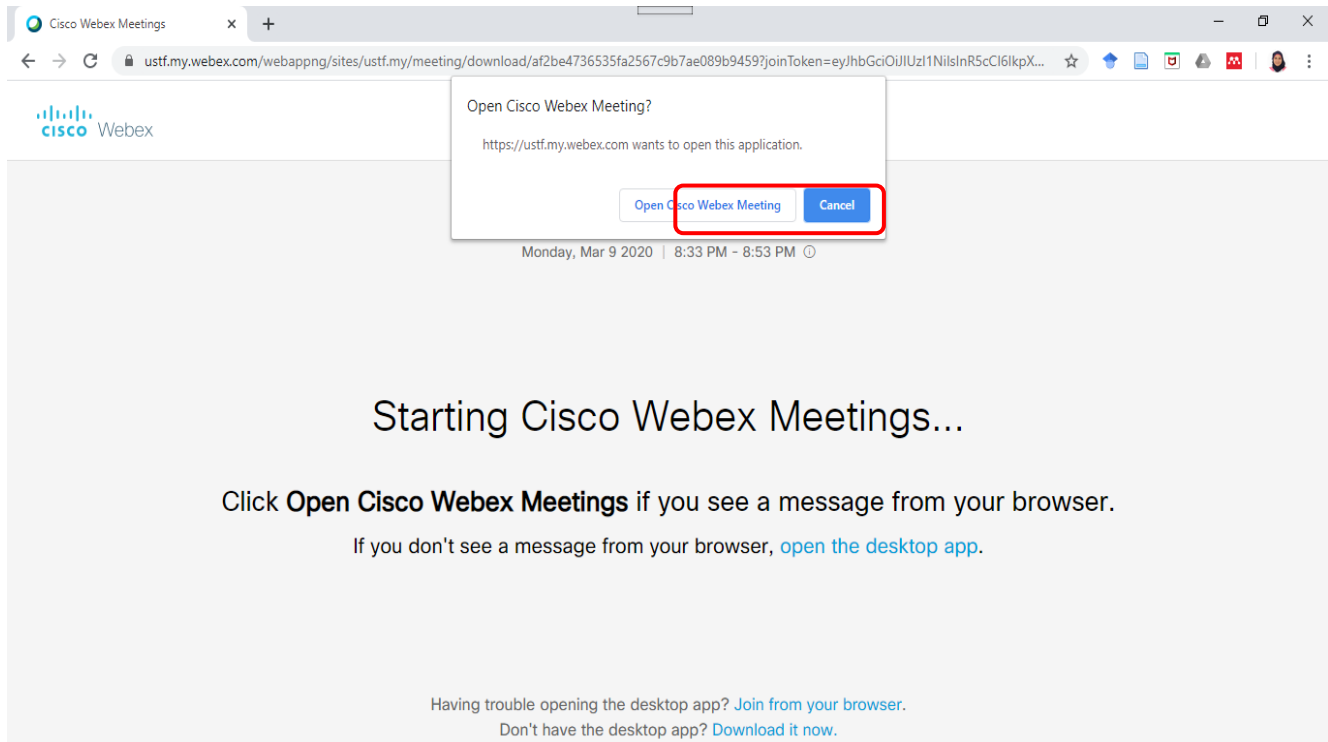 Cisco Webex Meetings
ustf.my.webex.com/webappng/sites/ustf.my/meeting/download/af2be4736535fa2567c9b7ae089b9459?joinToken=eyJhbGciOiJIUzI1NiIsInR5cCI6IkpX...
CISCO Webex
Open Cisco Webex Meeting?
https://ustf.my.webex.com wants to open this application.
Open Cisco Webex Meeting Cancel
Monday, Mar 9 2020 | 8:33 PM - 8:53 PM
Starting Cisco Webex Meetings...
Click Open Cisco Webex Meetings if you see a message from your browser.
If you don't see a message from your browser, open the desktop app.
Having trouble opening the desktop app? Join from your browser.
Don't have the desktop app? Download it now.